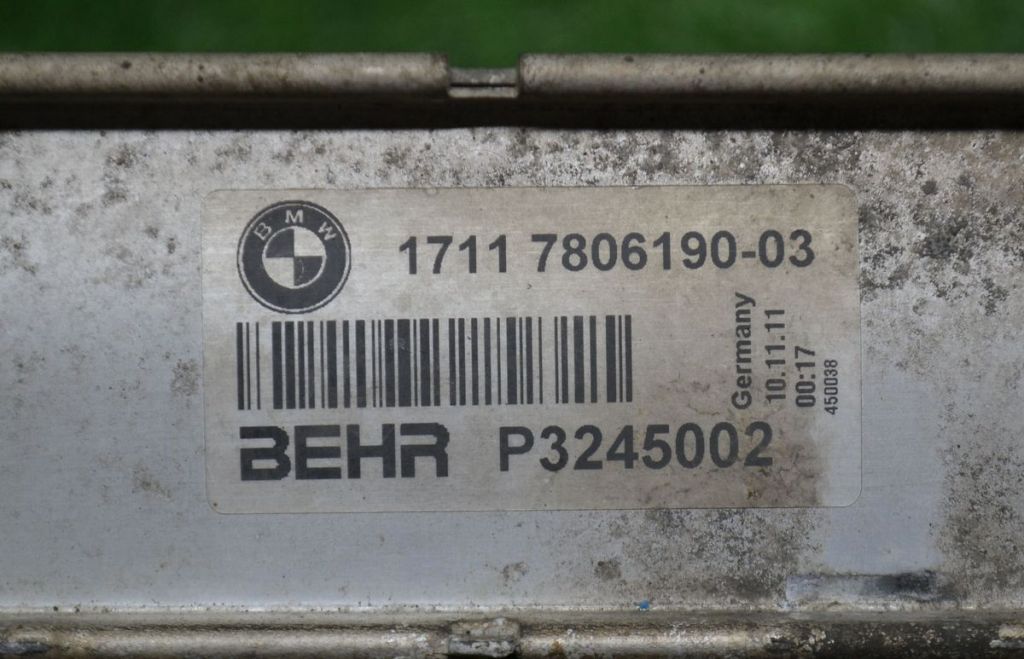 BMW
1711 7806190-03
Germany
10.11.11
00:17
450038
BEHR P3245002